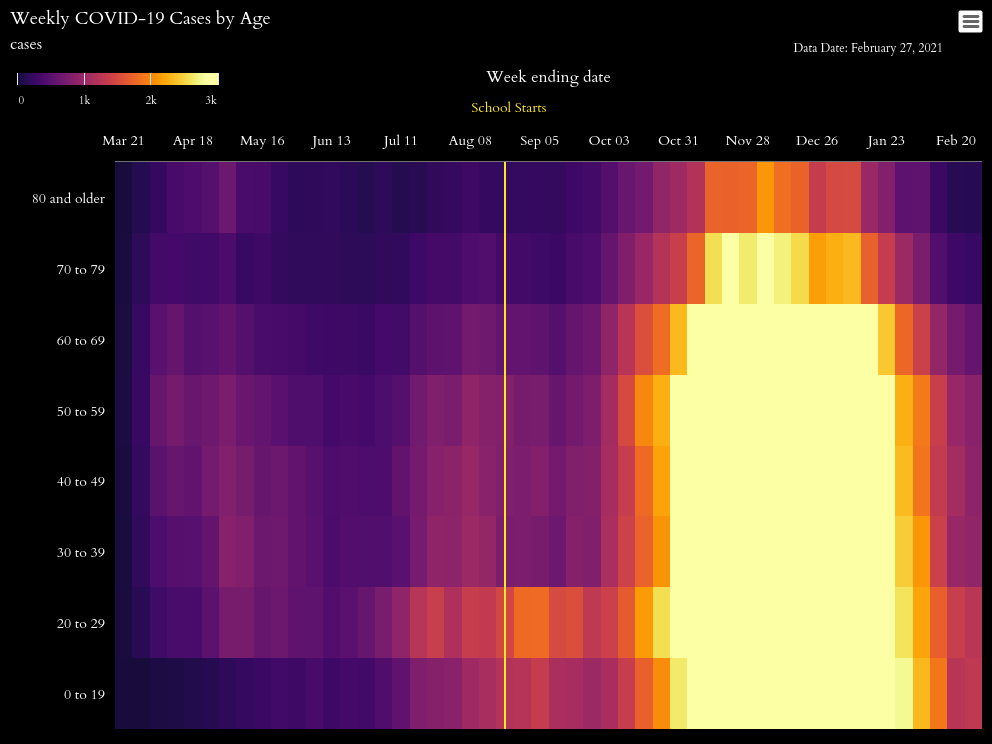 Weekly COVID-19 Cases by Age
cases
Data Date: February 27, 2021
0 1k 2k 3k
Week ending date
School Starts
Mar 21 Apr 18 May 16 Jun 13 Jul 11 Aug 08 Sep 05 Oct 03 Oct 31 Nov 28 Dec 26 Jan 23 Feb 20
80 and older
70 to 79
60 to 69
50 to 59
40 to 49
30 to 39
20 to 29
0 to 19